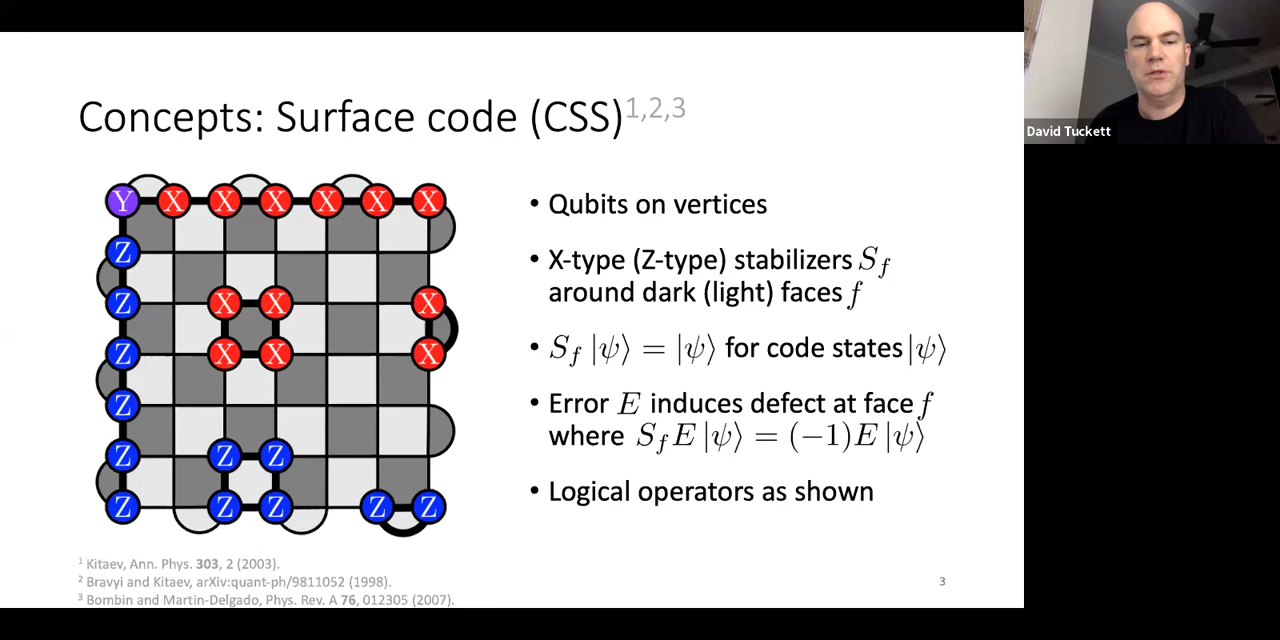 Concepts: Surface code (CSS)1,2,3
David Tuckett
Y X X X X X X
Z
Z X X X
Z X X X
Z
Z Z Z
Z Z Z Z Z
• Qubits on vertices
• X-type (Z-type) stabilizers S_f
around dark (light) faces f
• S_f |ψ⟩ = |ψ⟩ for code states |ψ⟩
• Error E induces defect at face f
where S_f E |ψ⟩ = (−1)E |ψ⟩
• Logical operators as shown
1 Kitaev, Ann. Phys. 303, 2 (2003).
2 Bravyi and Kitaev, arXiv:quant-ph/9811052 (1998).
3 Bombin and Martin-Delgado, Phys. Rev. A 76, 012305 (2007).
3